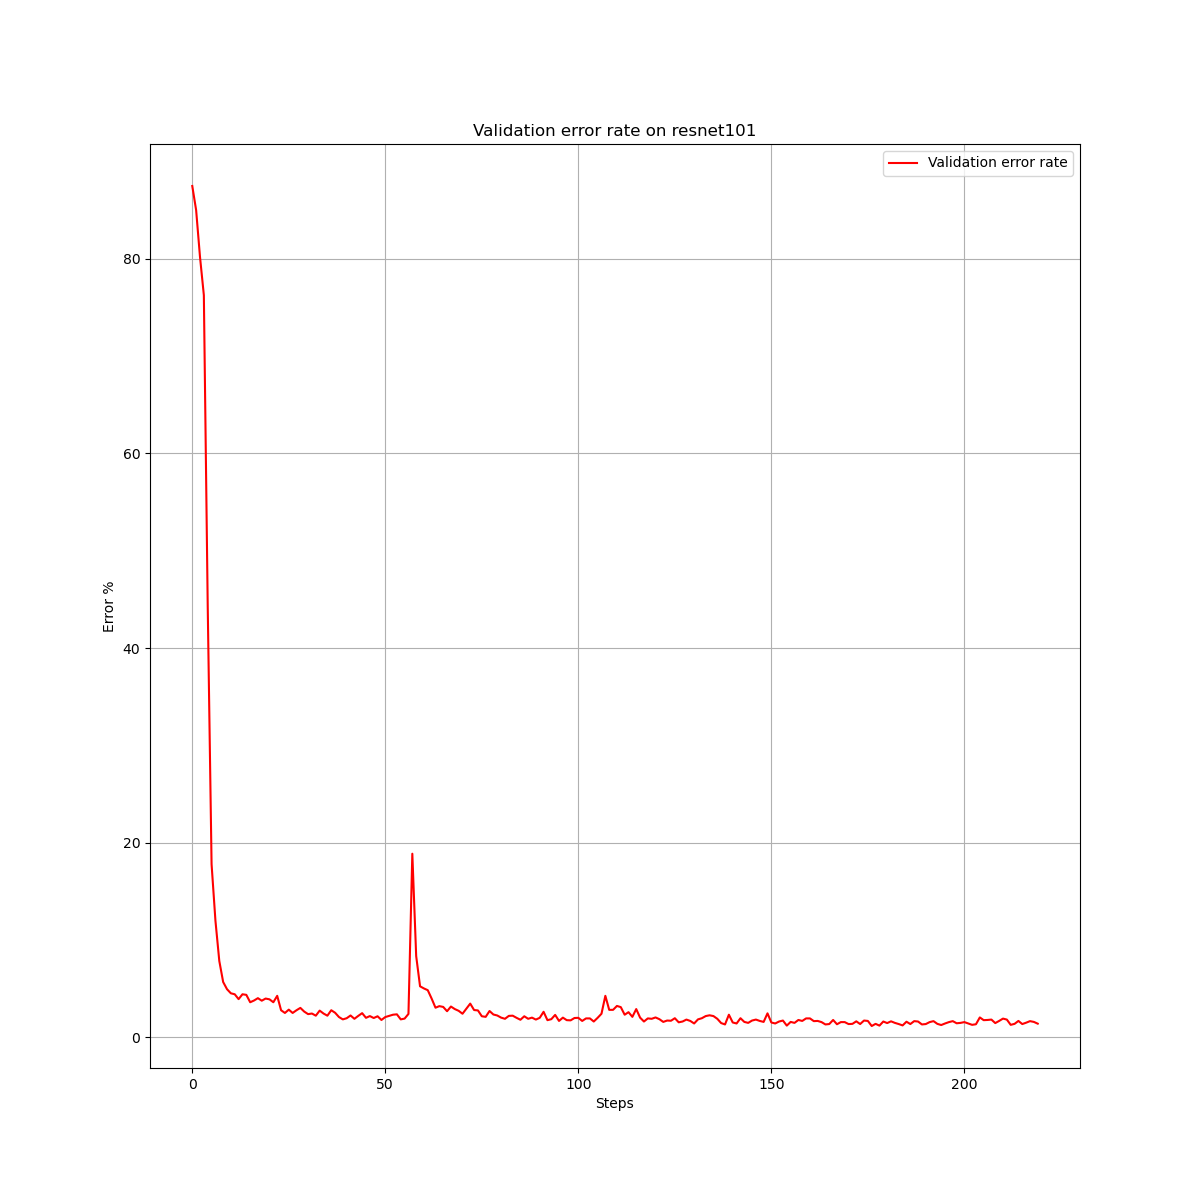 Validation error rate on resnet101
Validation error rate
80
60
40
20
0
Error %
0 50 100 150 200
Steps